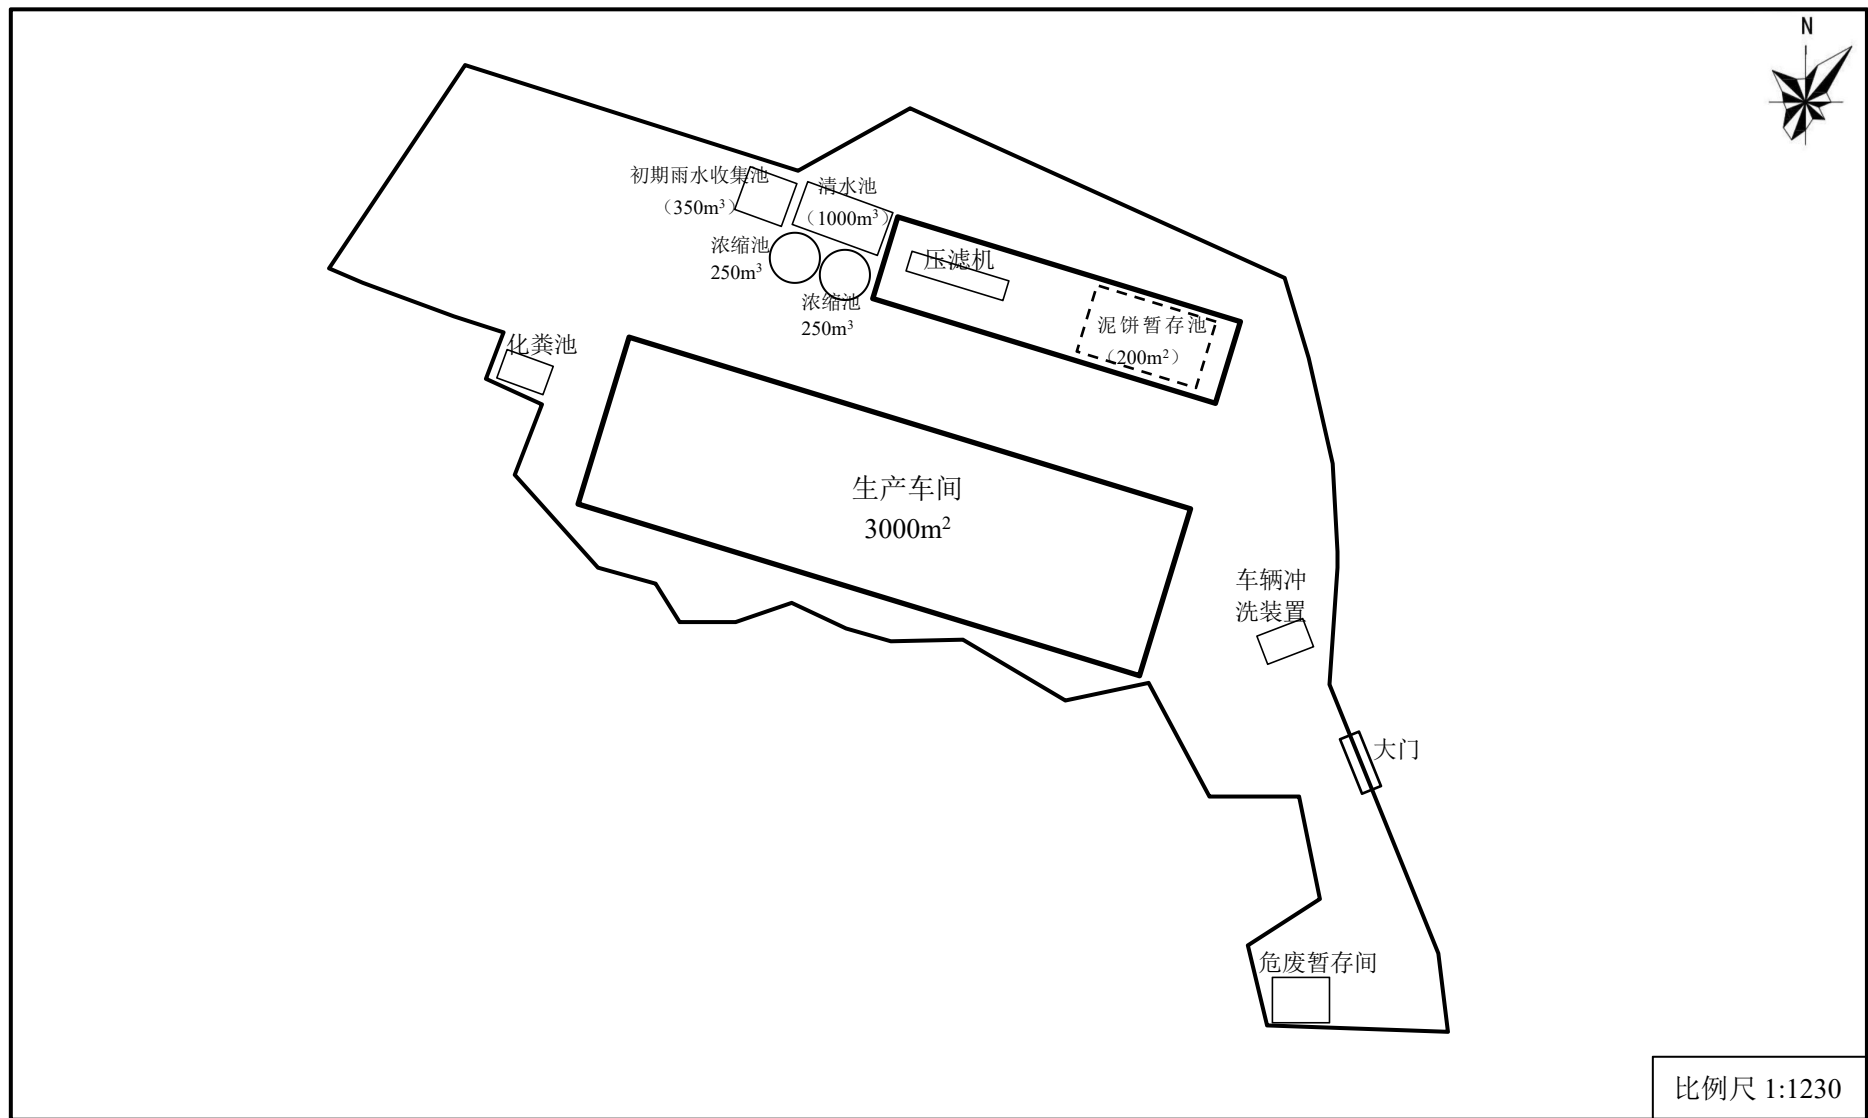 N
初期雨水收集池
（350m³）
清水池
（1000m³）
浓缩池
250m³
压滤机
浓缩池
250m³
泥饼暂存池
（200m²）
化粪池
生产车间
3000m²
车辆冲
洗装置
大门
危废暂存间
比例尺 1:1230